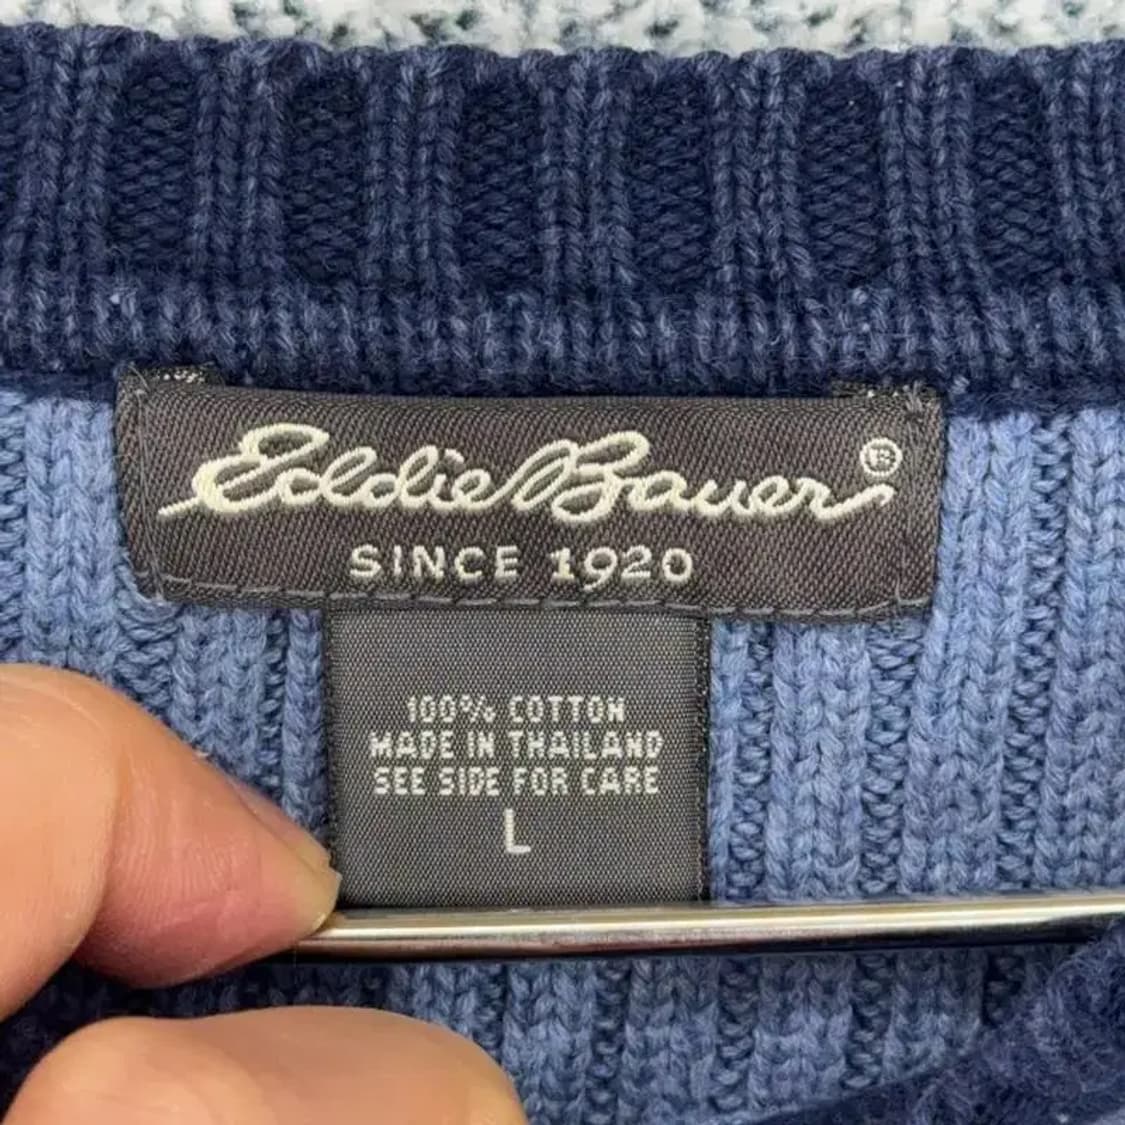 Eddie Bauer®
SINCE 1920
100% COTTON
MADE IN THAILAND
SEE SIDE FOR CARE
L